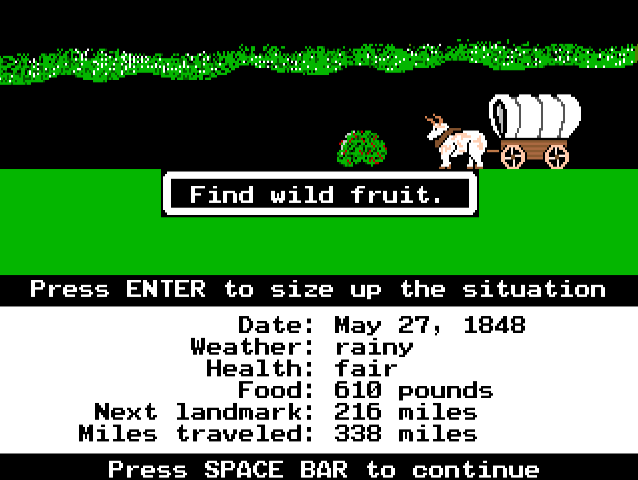 Find wild fruit.
Press ENTER to size up the situation
Date: May 27, 1848
Weather: rainy
Health: fair
Food: 610 pounds
Next landmark: 216 miles
Miles traveled: 338 miles
Press SPACE BAR to continue